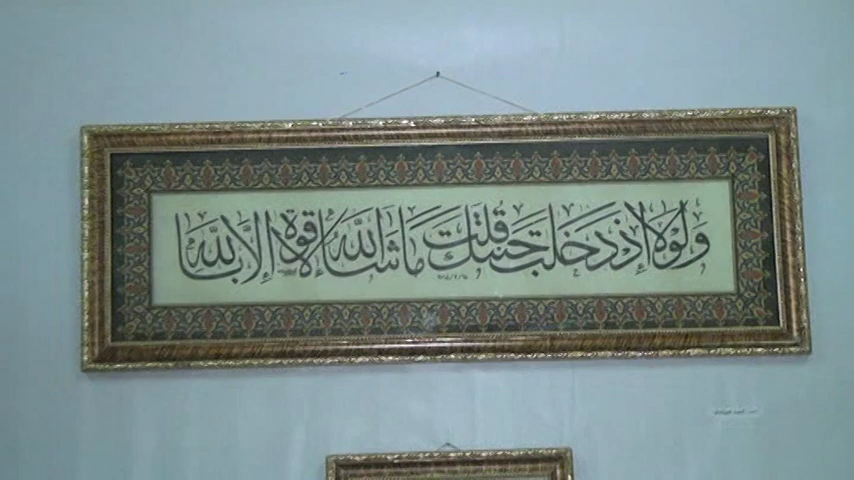 ولولا إذ دخلت جنتك قلت ما شاء الله لا قوة إلا بالله